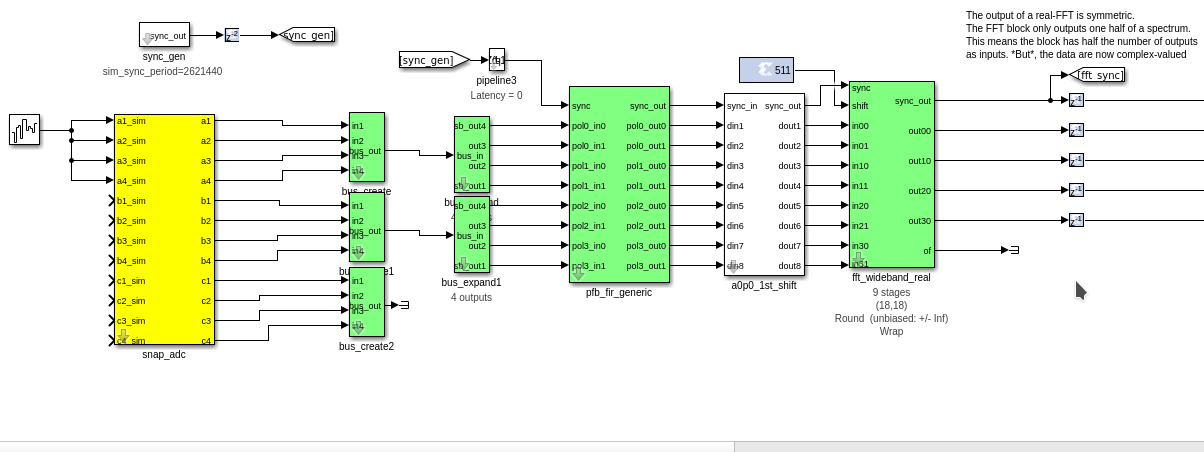 The output of a real-FFT is symmetric.
The FFT block only outputs one half of a spectrum.
This means the block has half the number of outputs
as inputs. *But*, the data are now complex-valued
sync_out
z-2
sync_gen]
sync_gen
sim_sync_period=2621440
[sync_gen]
pipeline3
Latency = 0
511
[fft_sync]
a1_sim a1
a2_sim a2
a3_sim a3
a4_sim a4
b1_sim b1
b2_sim b2
b3_sim b3
b4_sim b4
c1_sim c1
c2_sim c2
c3_sim c3
c4_sim c4
snap_adc
in1
in2
bus_out
in3
in4
bus_create
in1
in2
bus_out
in3
in4
in1
in2
bus_out
in3
in4
bus_create2
sb_out4
out3
bus_in
out2
out1
sb_out4
out3
bus_in
out2
sb_out1
bus_expand1
4 outputs
sync sync_out
pol0_in0 pol0_out0
pol0_in1 pol0_out1
pol1_in0 pol1_out0
pol1_in1 pol1_out1
pol2_in0 pol2_out0
pol2_in1 pol2_out1
pol3_in0 pol3_out0
pol3_in1 pol3_out1
pfb_fir_generic
sync_in sync_out
din1 dout1
din2 dout2
din3 dout3
din4 dout4
din5 dout5
din6 dout6
din7 dout7
din8 dout8
a0p0_1st_shift
sync
sync_out
shift
in00
out00
in01
in10
out10
in11
out20
in20
in21
out30
in30
of
in31
fft_wideband_real
9 stages
(18,18)
Round (unbiased: +/- Inf)
Wrap
z-1
z-1
z-1
z-1
z-1